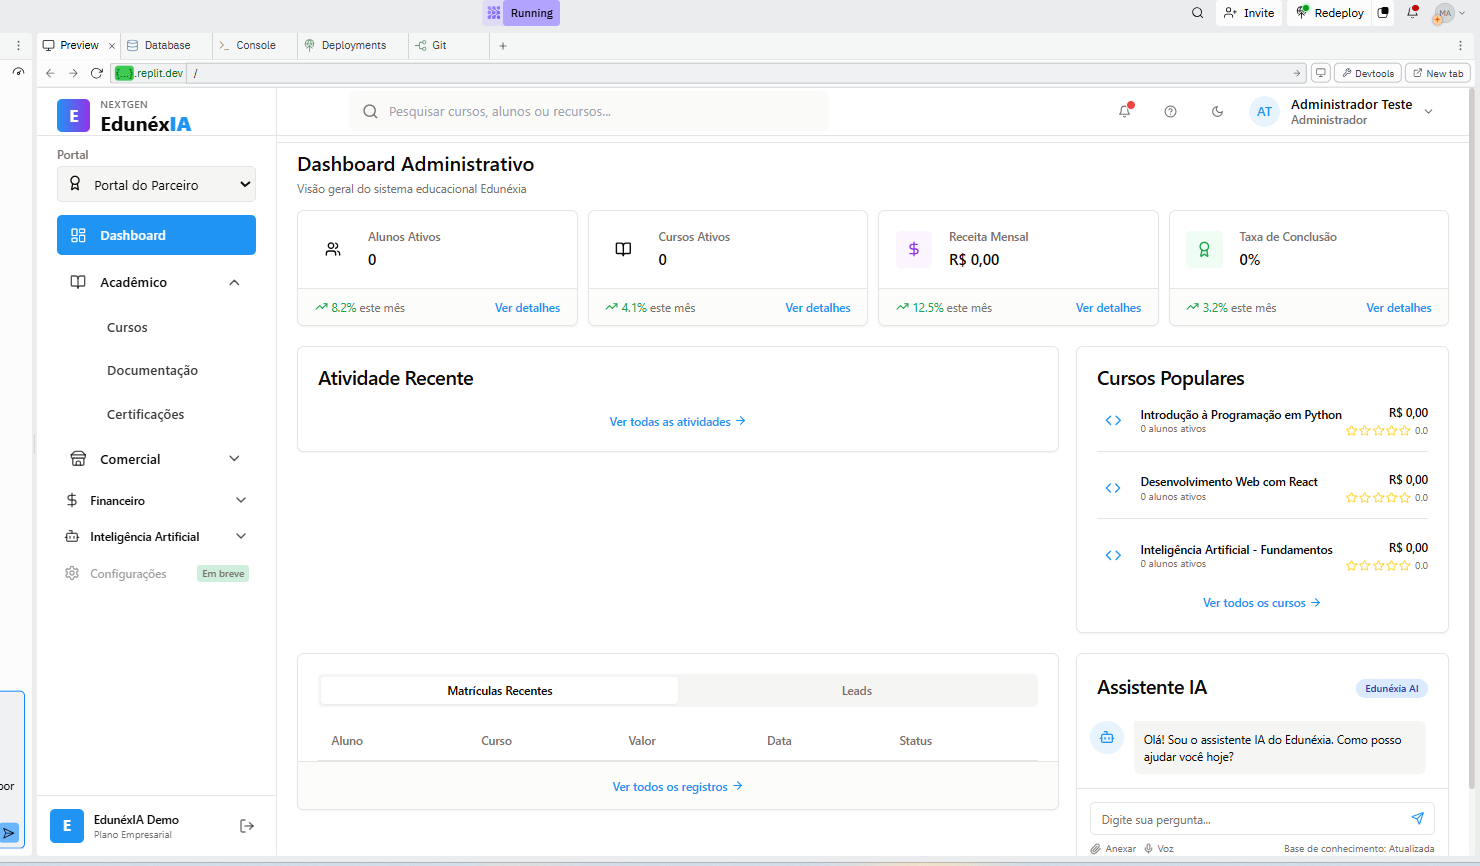 Running
Invite
Redeploy
MA
Preview
Database
Console
Deployments
Git
{...}.replit.dev
/
Devtools
New tab
E
NEXTGEN
EdunéxIA
Pesquisar cursos, alunos ou recursos...
AT
Administrador Teste
Administrador
Portal
Portal do Parceiro
Dashboard
Acadêmico
Cursos
Documentação
Certificações
Comercial
Financeiro
Inteligência Artificial
Configurações
Em breve
E
EdunéxIA Demo
Plano Empresarial
por
Dashboard Administrativo
Visão geral do sistema educacional Edunéxia
Alunos Ativos
0
8.2% este mês
Ver detalhes
Cursos Ativos
0
4.1% este mês
Ver detalhes
Receita Mensal
R$ 0,00
12.5% este mês
Ver detalhes
Taxa de Conclusão
0%
3.2% este mês
Ver detalhes
Atividade Recente
Ver todas as atividades
Cursos Populares
Introdução à Programação em Python
R$ 0,00
0 alunos ativos
0.0
Desenvolvimento Web com React
R$ 0,00
0 alunos ativos
0.0
Inteligência Artificial - Fundamentos
R$ 0,00
0 alunos ativos
0.0
Ver todos os cursos
Matrículas Recentes
Leads
Aluno
Curso
Valor
Data
Status
Ver todos os registros
Assistente IA
Edunéxia AI
Olá! Sou o assistente IA do Edunéxia. Como posso
ajudar você hoje?
Digite sua pergunta...
Anexar
Voz
Base de conhecimento: Atualizada